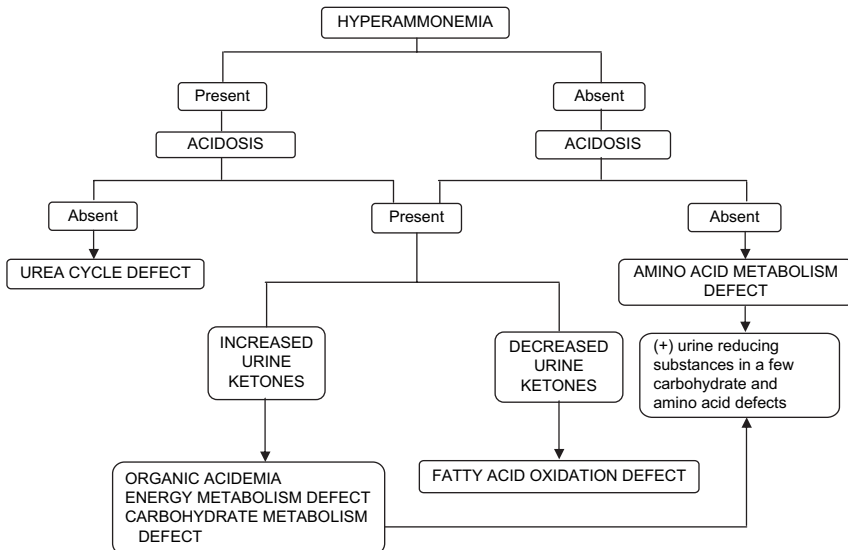 HYPERAMMONEMIA
Present
Absent
ACIDOSIS
ACIDOSIS
Absent
Present
Absent
UREA CYCLE DEFECT
AMINO ACID METABOLISM
DEFECT
INCREASED
URINE
KETONES
DECREASED
URINE
KETONES
(+) urine reducing
substances in a few
carbohydrate and
amino acid defects
ORGANIC ACIDEMIA
ENERGY METABOLISM DEFECT
CARBOHYDRATE METABOLISM
DEFECT
FATTY ACID OXIDATION DEFECT